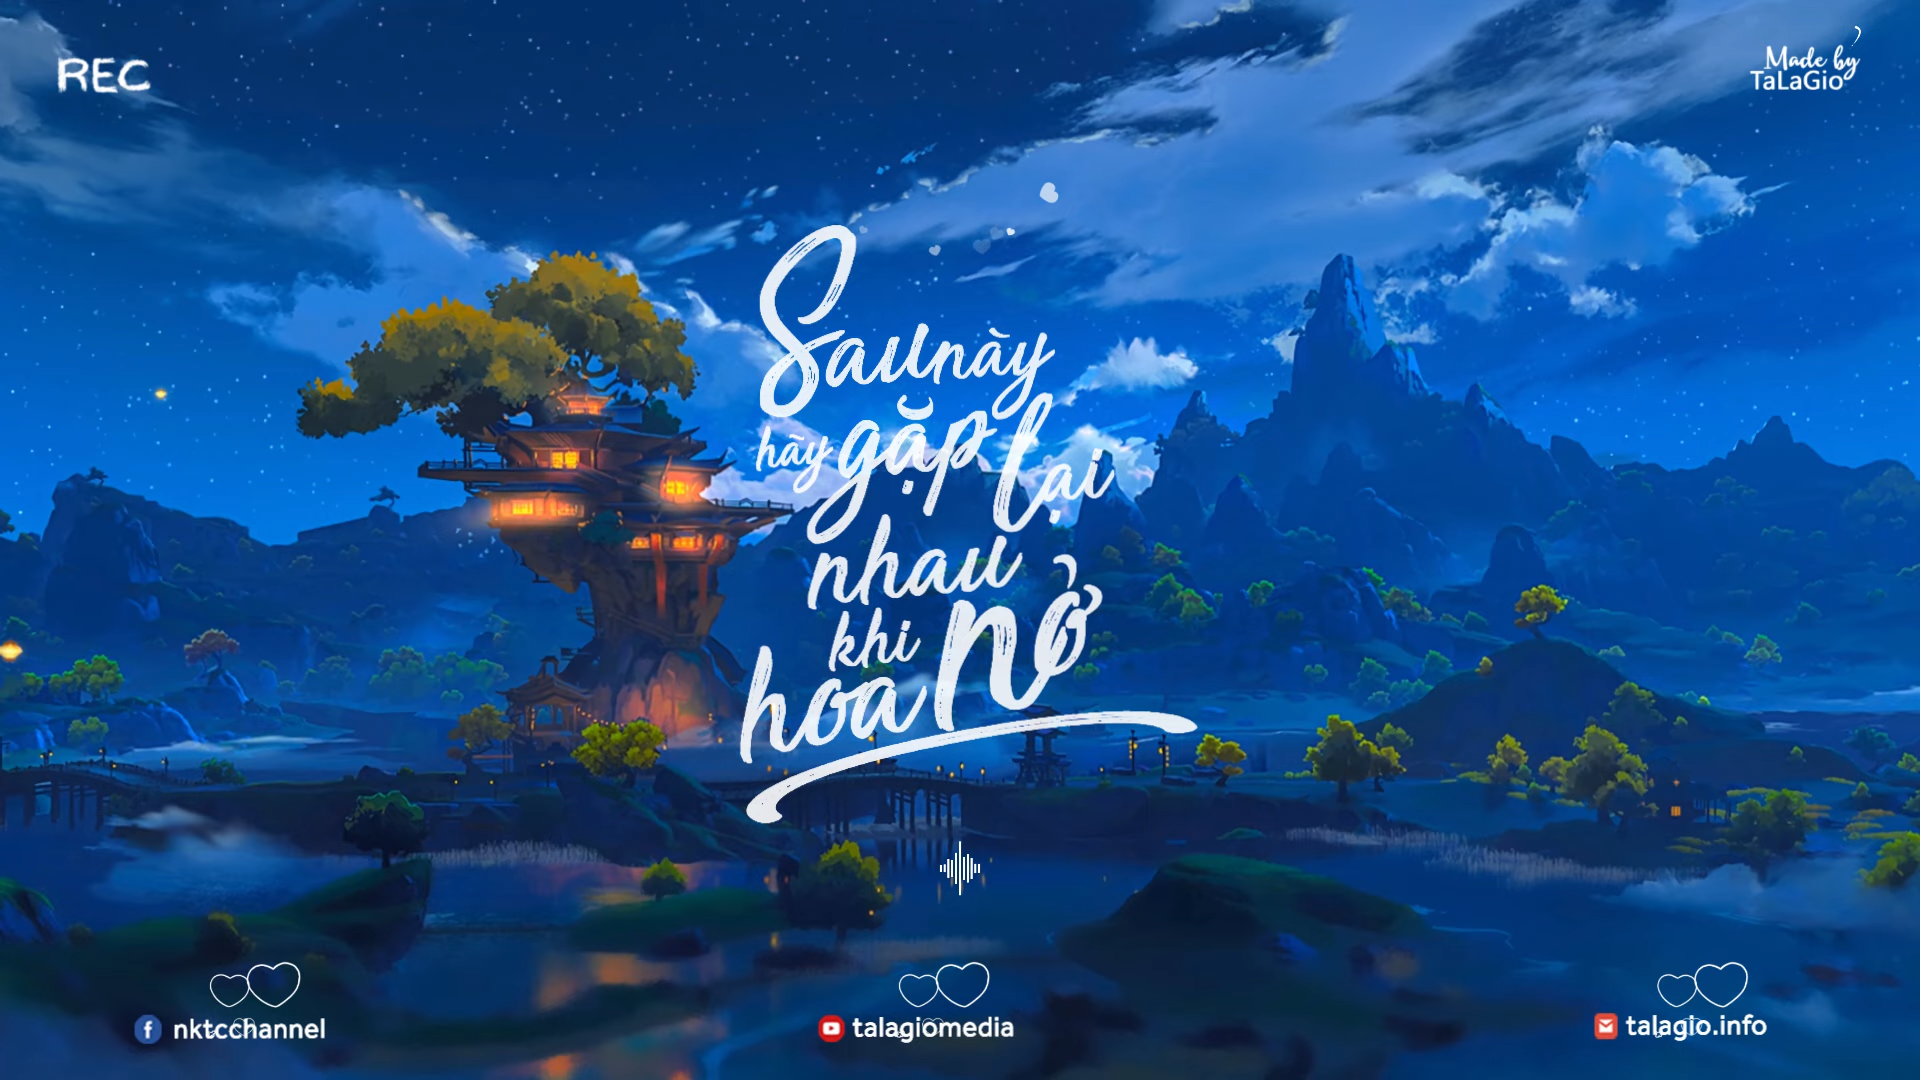 REC
Made by
TaLaGio
Sau này
hãy gặp lại
nhau
khi
hoa nở
nktcchannel
talagiomedia
talagio.info